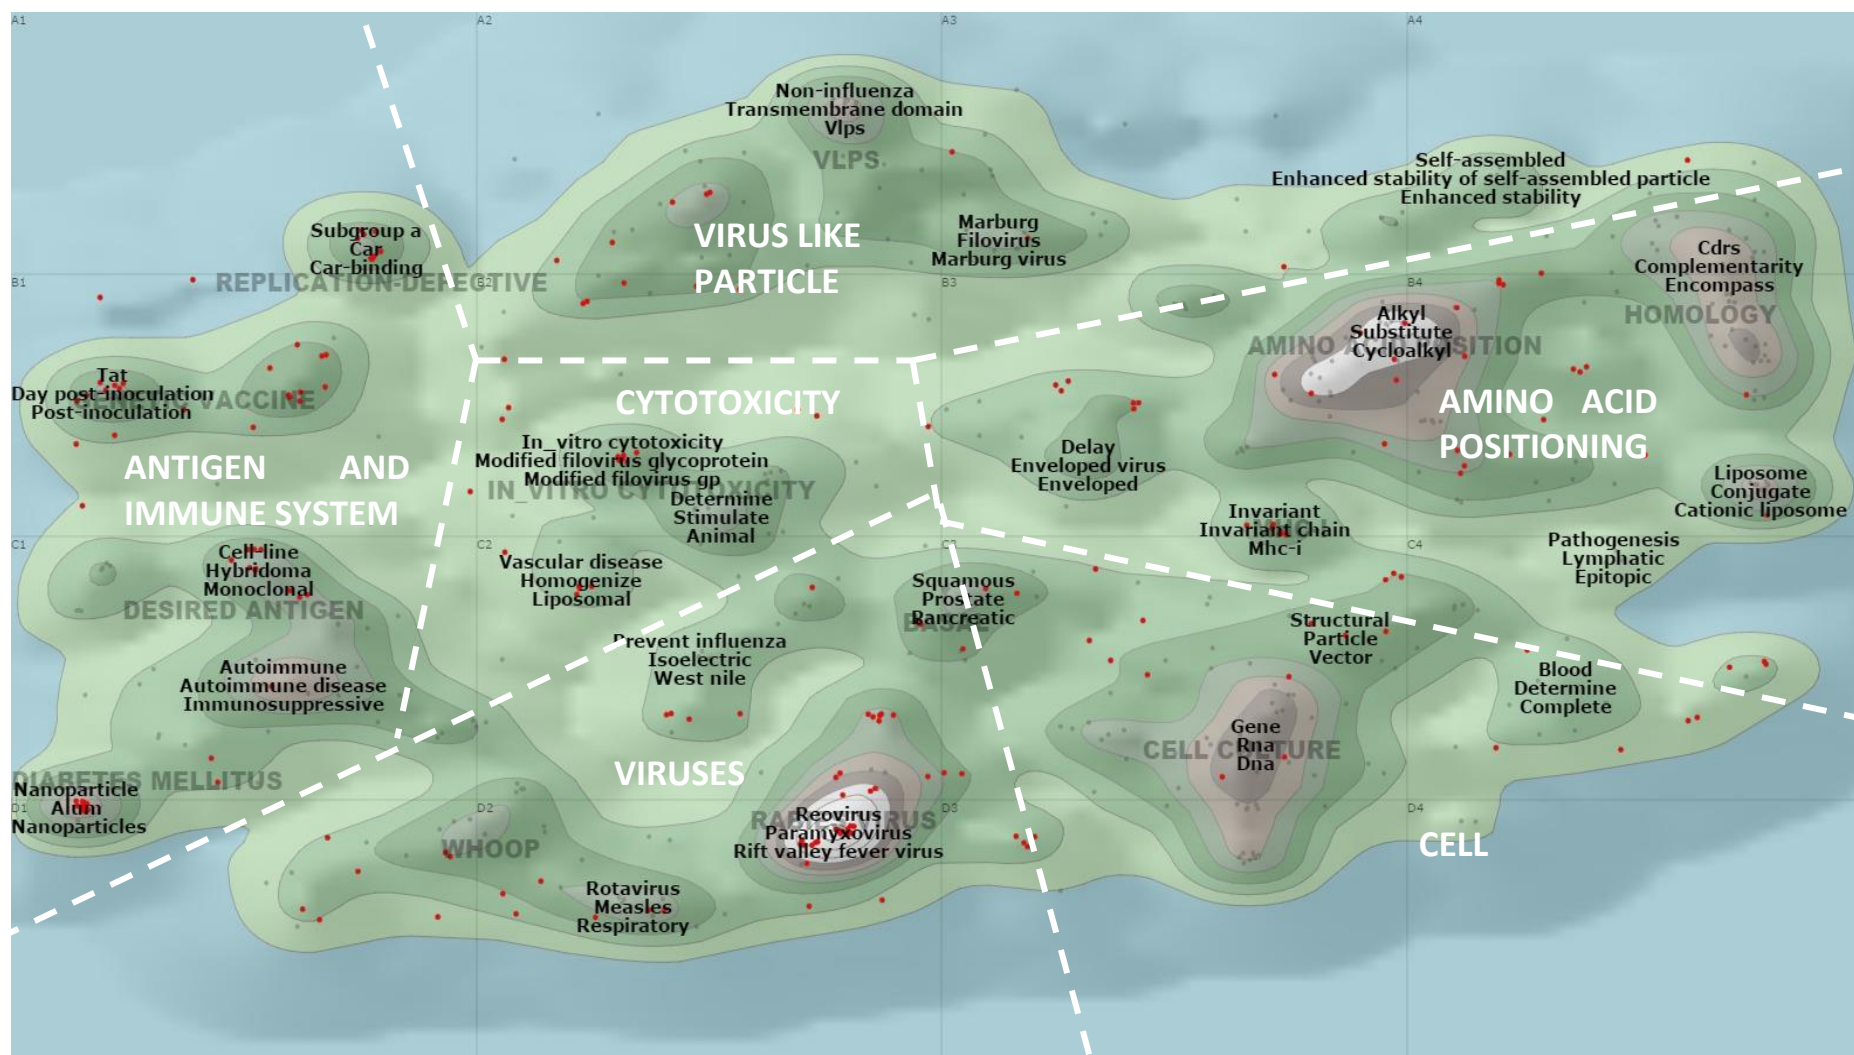 A1
A2
A3
A4
Non-influenza
Transmembrane domain
Vlps
VLPS
Self-assembled
Enhanced stability of self-assembled particle
Enhanced stability
Subgroup a
Car
Car-binding
REPLICATION-DEFECTIVE
VIRUS LIKE
PARTICLE
Marburg
Filovirus
Marburg virus
Cdrs
Complementarity
Encompass
HOMOLOGY
B1
B2
B3
B4
Alkyl
Substitute
Cycloalkyl
Tat
Day post-inoculation
Post-inoculation
VACCINE
CYTOTOXICITY
AMINO ACID
POSITIONING
In_vitro cytotoxicity
Modified filovirus glycoprotein
Modified filovirus gp
IN_VITRO CYTOTOXICITY
Determine
Stimulate
Animal
Delay
Enveloped virus
Enveloped
ANTIGEN AND
IMMUNE SYSTEM
Liposome
Conjugate
Cationic liposome
Invariant
Invariant chain
Mhc-i
Pathogenesis
Lymphatic
Epitopic
C1
C2
C3
C4
Cell-line
Hybridoma
Monoclonal
DESIRED ANTIGEN
Vascular disease
Homogenize
Liposomal
Squamous
Prostate
Pancreatic
Structural
Particle
Vector
Prevent influenza
Isoelectric
West nile
Autoimmune
Autoimmune disease
Immunosuppressive
Blood
Determine
Complete
Gene
Rna
Dna
CELL CULTURE
VIRUSES
DIABETES MELLITUS
Nanoparticle
Alum
Nanoparticles
D1
D2
D3
D4
Reovirus
Paramyxovirus
Rift valley fever virus
WHOOP
CELL
Rotavirus
Measles
Respiratory